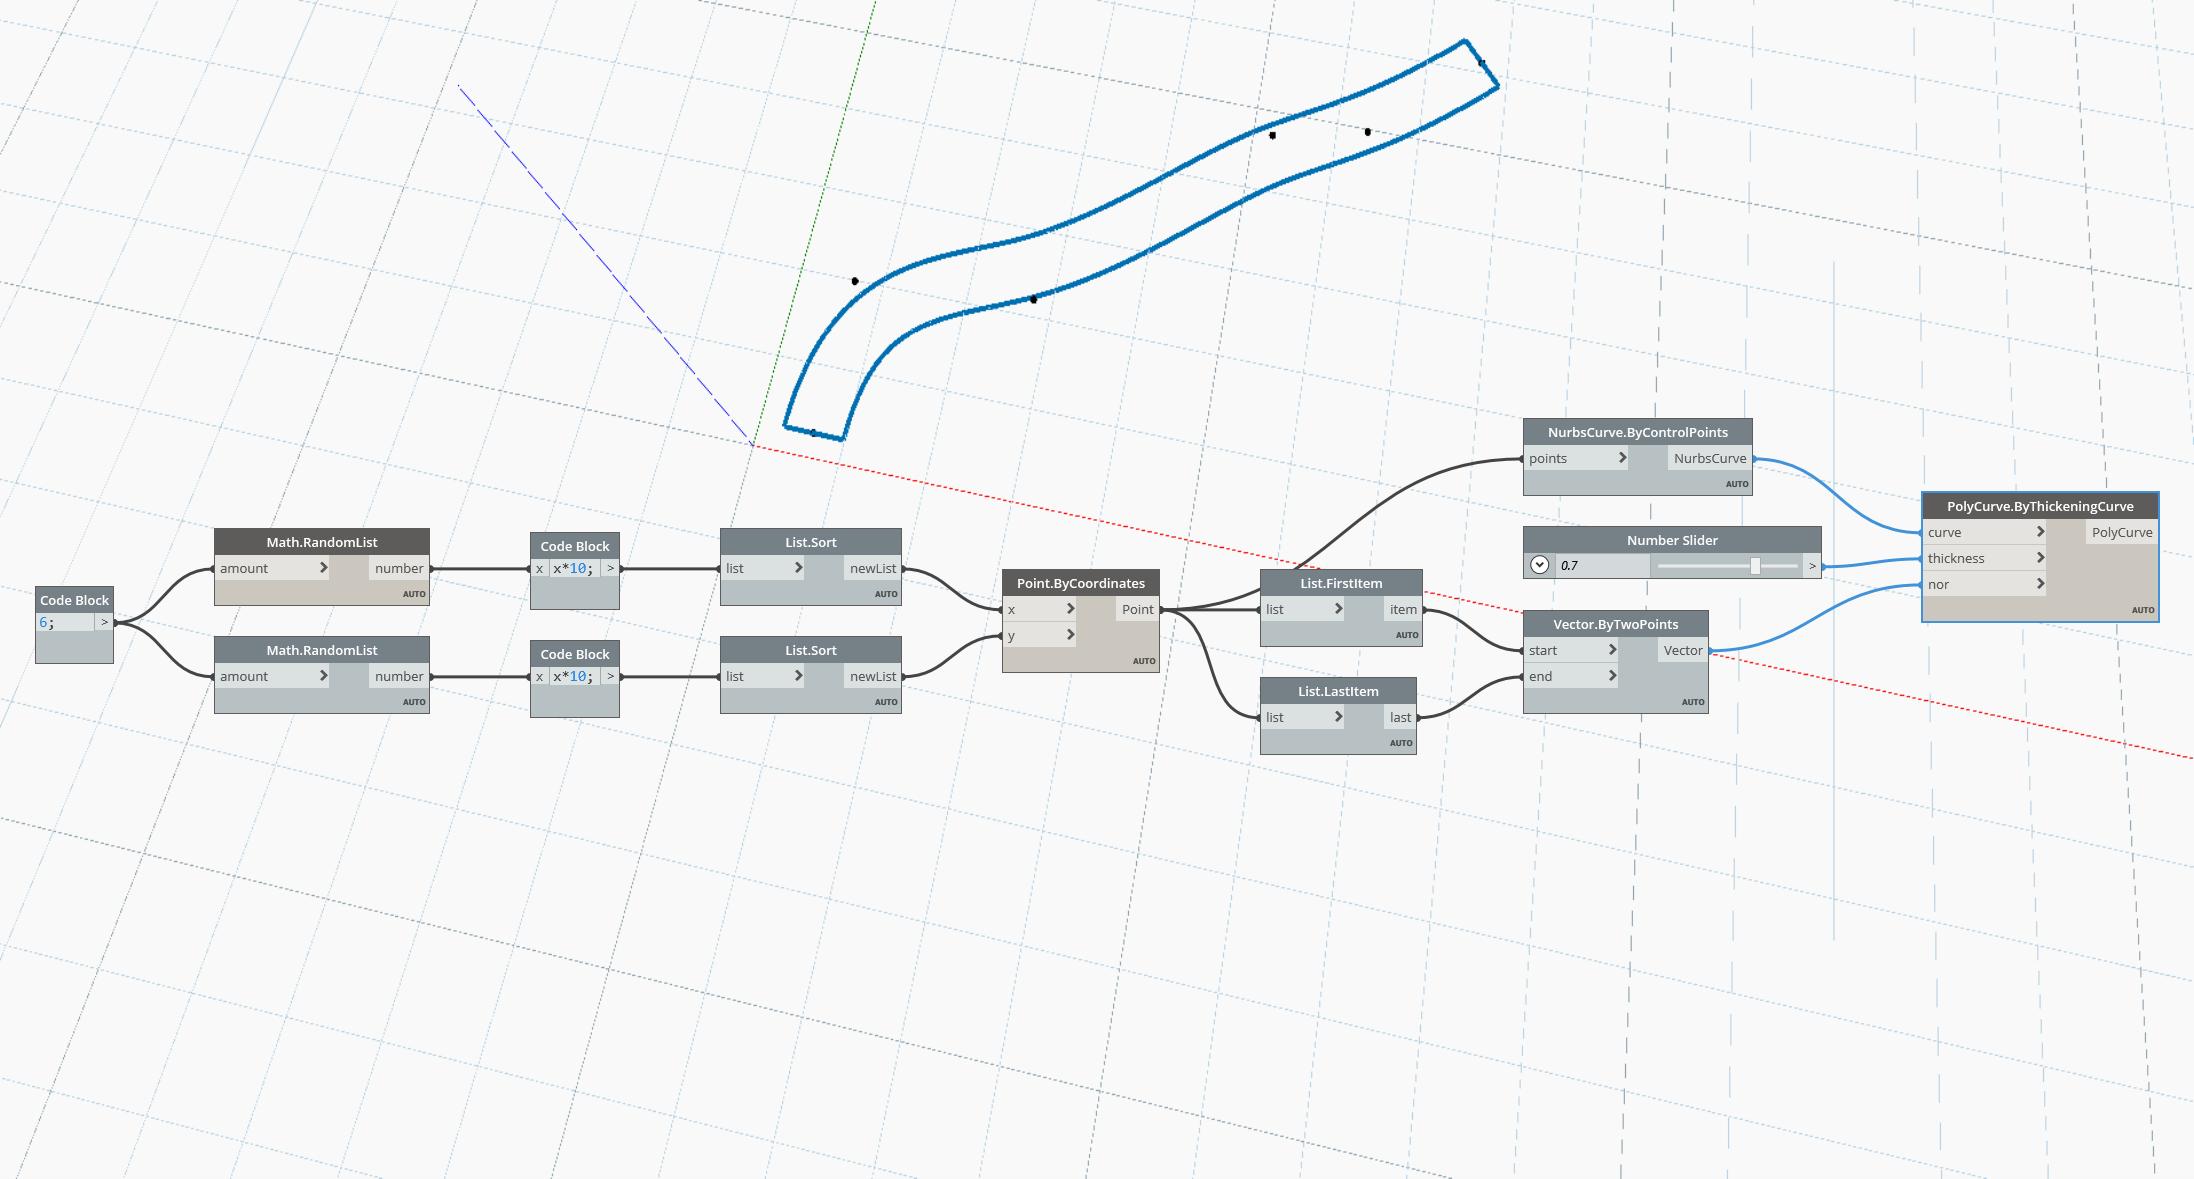 Code Block
6; >
Math.RandomList
amount > number
AUTO
Math.RandomList
amount > number
AUTO
Code Block
x x*10; >
Code Block
x x*10; >
List.Sort
list > newList
AUTO
List.Sort
list > newList
AUTO
Point.ByCoordinates
x > Point
y >
AUTO
List.FirstItem
list > item
AUTO
List.LastItem
list > last
AUTO
NurbsCurve.ByControlPoints
points > NurbsCurve
AUTO
Number Slider
0.7 >
Vector.ByTwoPoints
start > Vector
end >
AUTO
PolyCurve.ByThickeningCurve
curve > PolyCurve
thickness >
nor >
AUTO